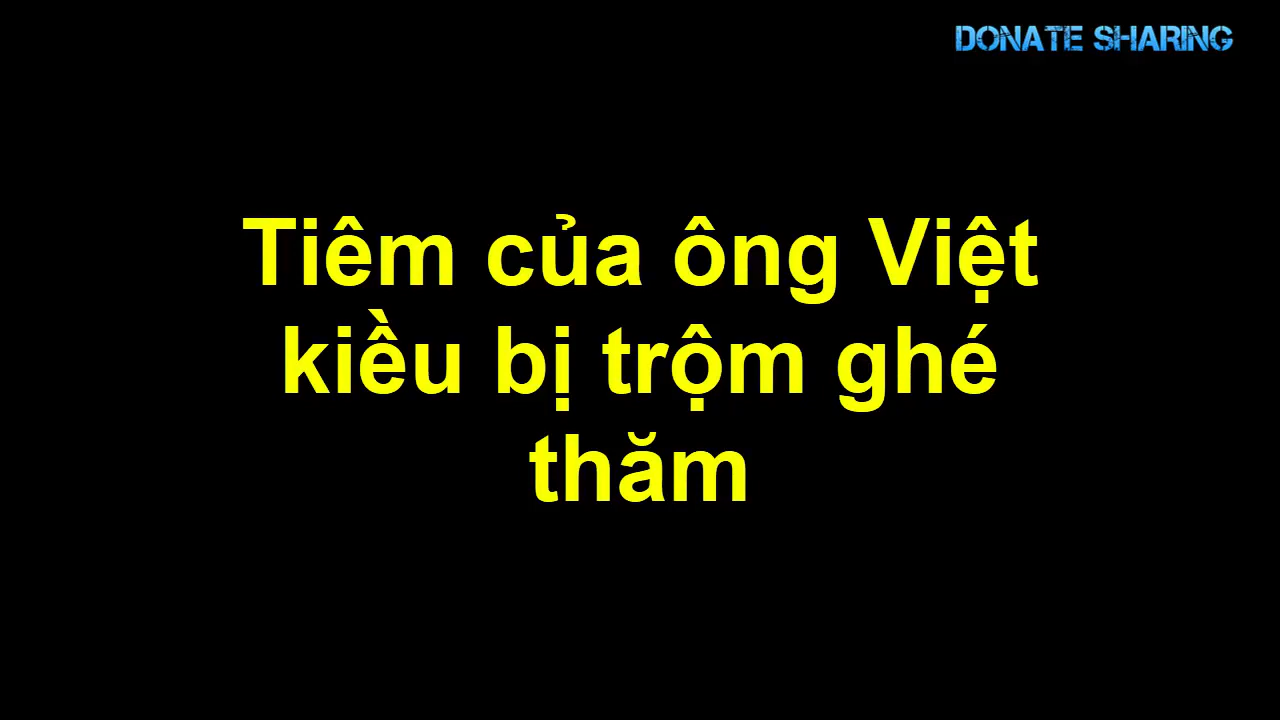 DONATE SHARING
Tiêm của ông Việt
kiều bị trộm ghé
thăm